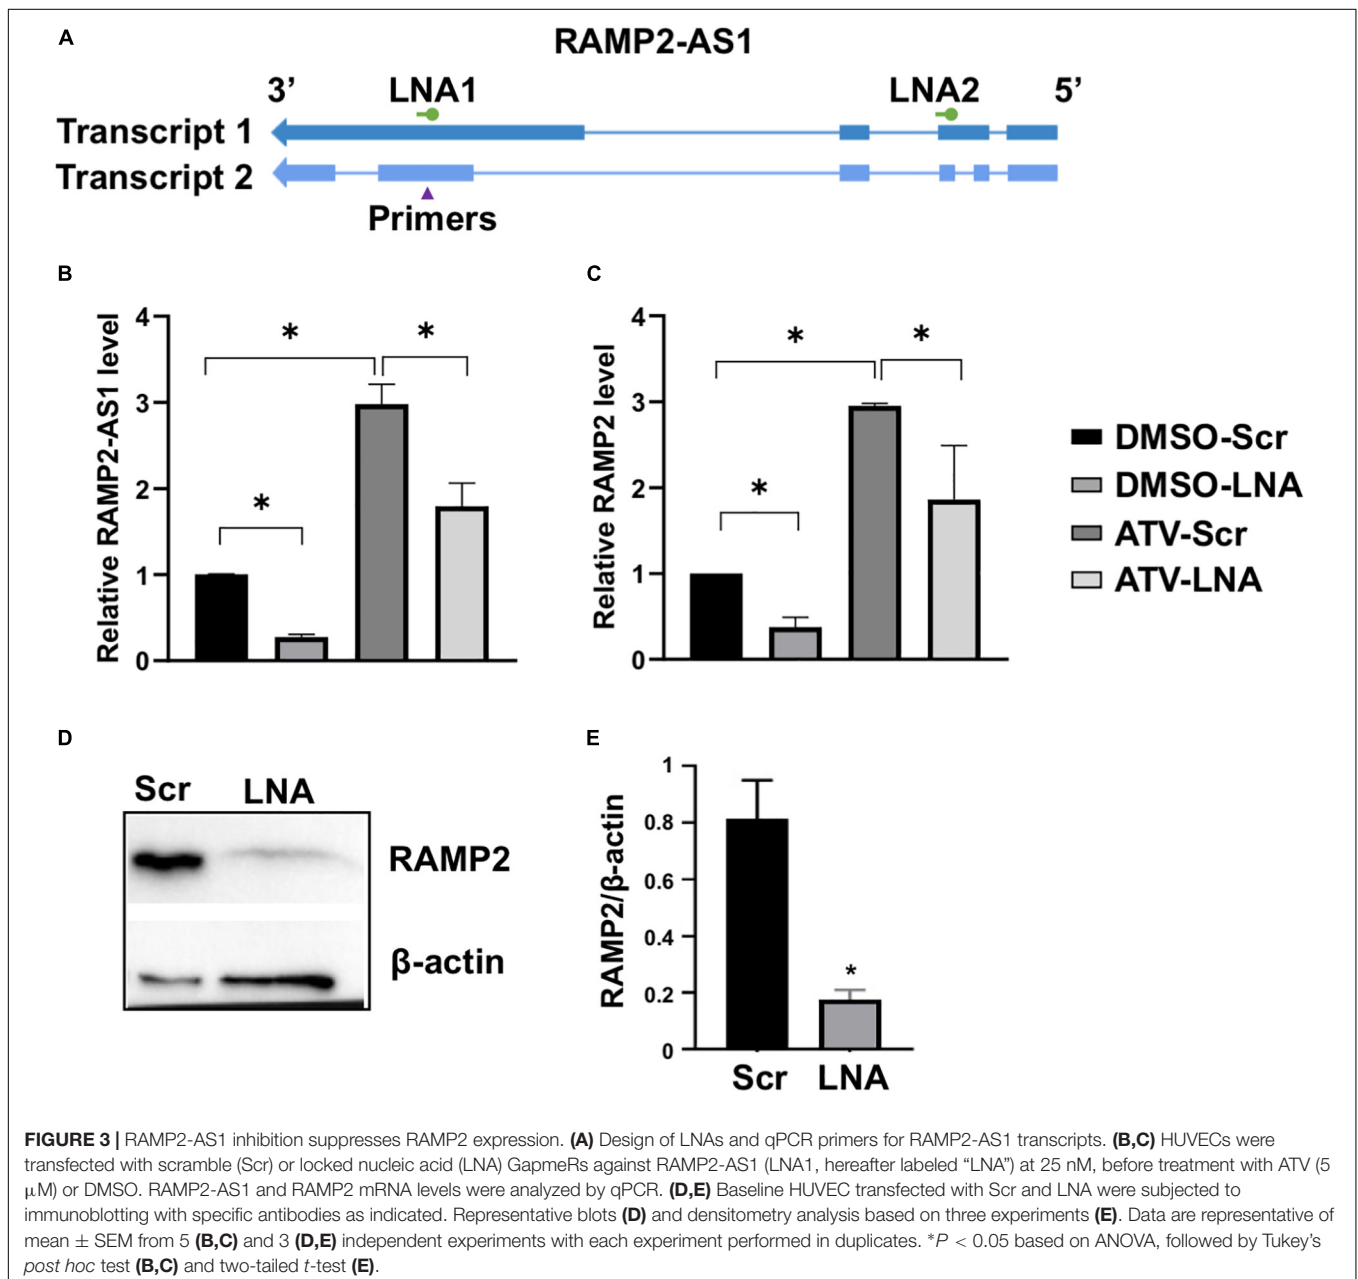 A
RAMP2-AS1
3’ LNA1 LNA2 5’
Transcript 1
Transcript 2
Primers
B
Relative RAMP2-AS1 level
4
3
2
1
0
*
*
*
C
Relative RAMP2 level
4
3
2
1
0
*
*
*
DMSO-Scr
DMSO-LNA
ATV-Scr
ATV-LNA
D
Scr LNA
RAMP2
β-actin
E
RAMP2/β-actin
1
0.8
0.6
0.4
0.2
0
*
Scr LNA
FIGURE 3 | RAMP2-AS1 inhibition suppresses RAMP2 expression. (A) Design of LNAs and qPCR primers for RAMP2-AS1 transcripts. (B,C) HUVECs were
transfected with scramble (Scr) or locked nucleic acid (LNA) GapmeRs against RAMP2-AS1 (LNA1, hereafter labeled “LNA”) at 25 nM, before treatment with ATV (5
μM) or DMSO. RAMP2-AS1 and RAMP2 mRNA levels were analyzed by qPCR. (D,E) Baseline HUVEC transfected with Scr and LNA were subjected to
immunoblotting with specific antibodies as indicated. Representative blots (D) and densitometry analysis based on three experiments (E). Data are representative of
mean ± SEM from 5 (B,C) and 3 (D,E) independent experiments with each experiment performed in duplicates. *P < 0.05 based on ANOVA, followed by Tukey’s
post hoc test (B,C) and two-tailed t-test (E).